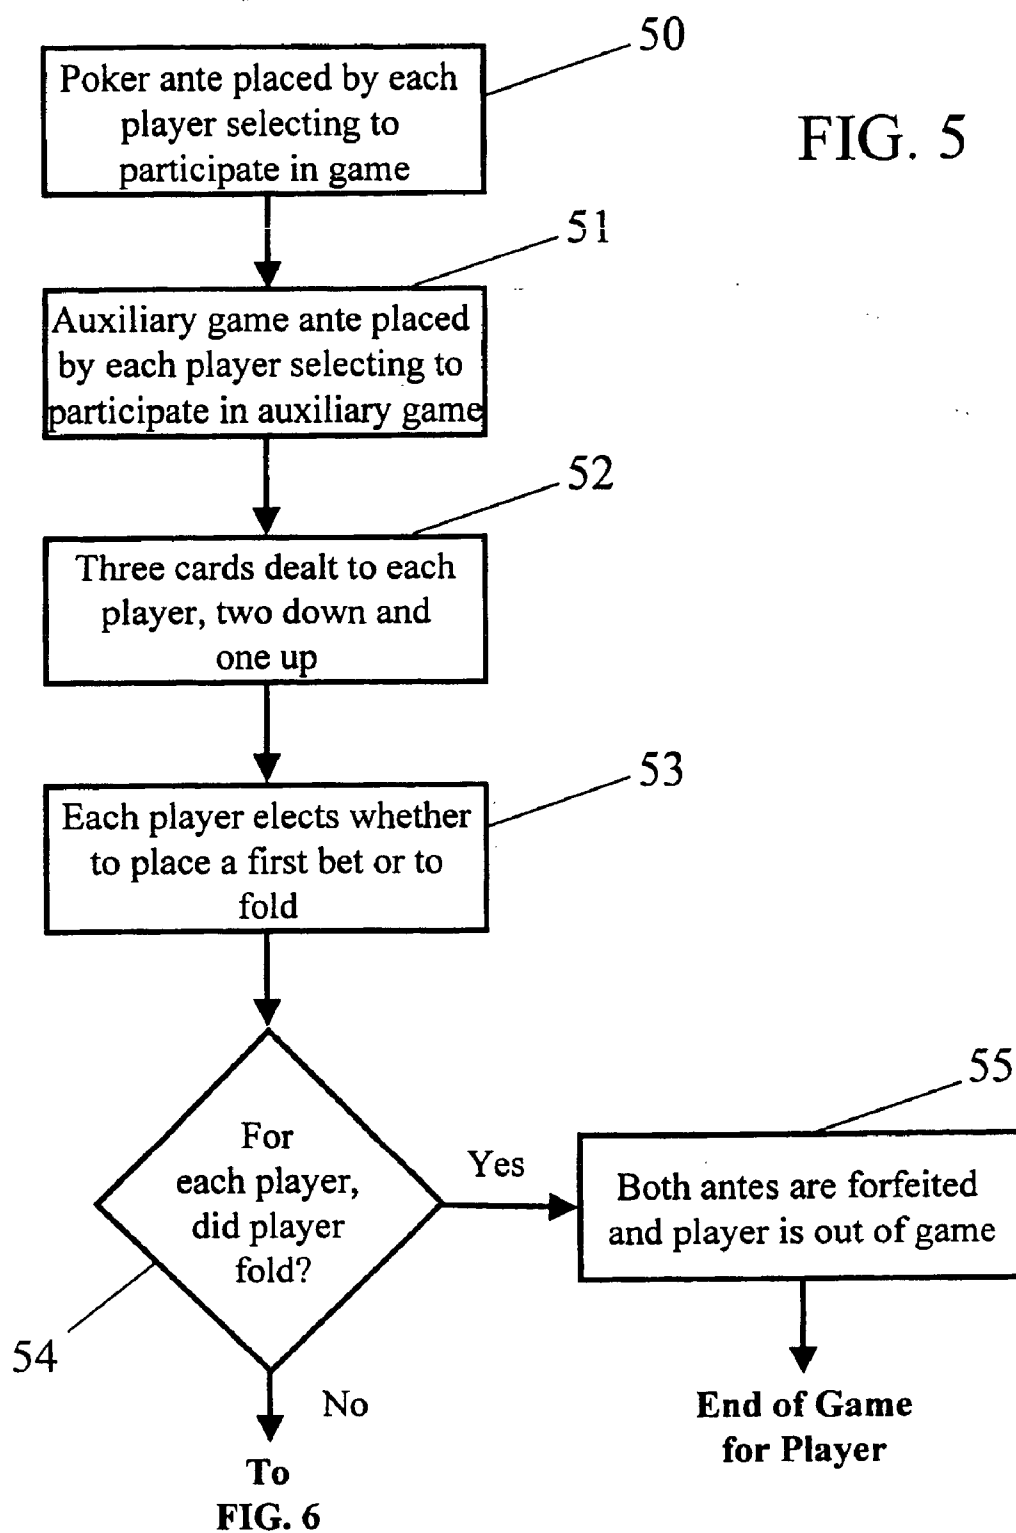 50
FIG. 5
Poker ante placed by each
player selecting to
participate in game
51
Auxiliary game ante placed
by each player selecting to
participate in auxiliary game
52
Three cards dealt to each
player, two down and
one up
53
Each player elects whether
to place a first bet or to
fold
For
each player,
did player
fold?
54
Yes
55
Both antes are forfeited
and player is out of game
No
To
FIG. 6
End of Game
for Player